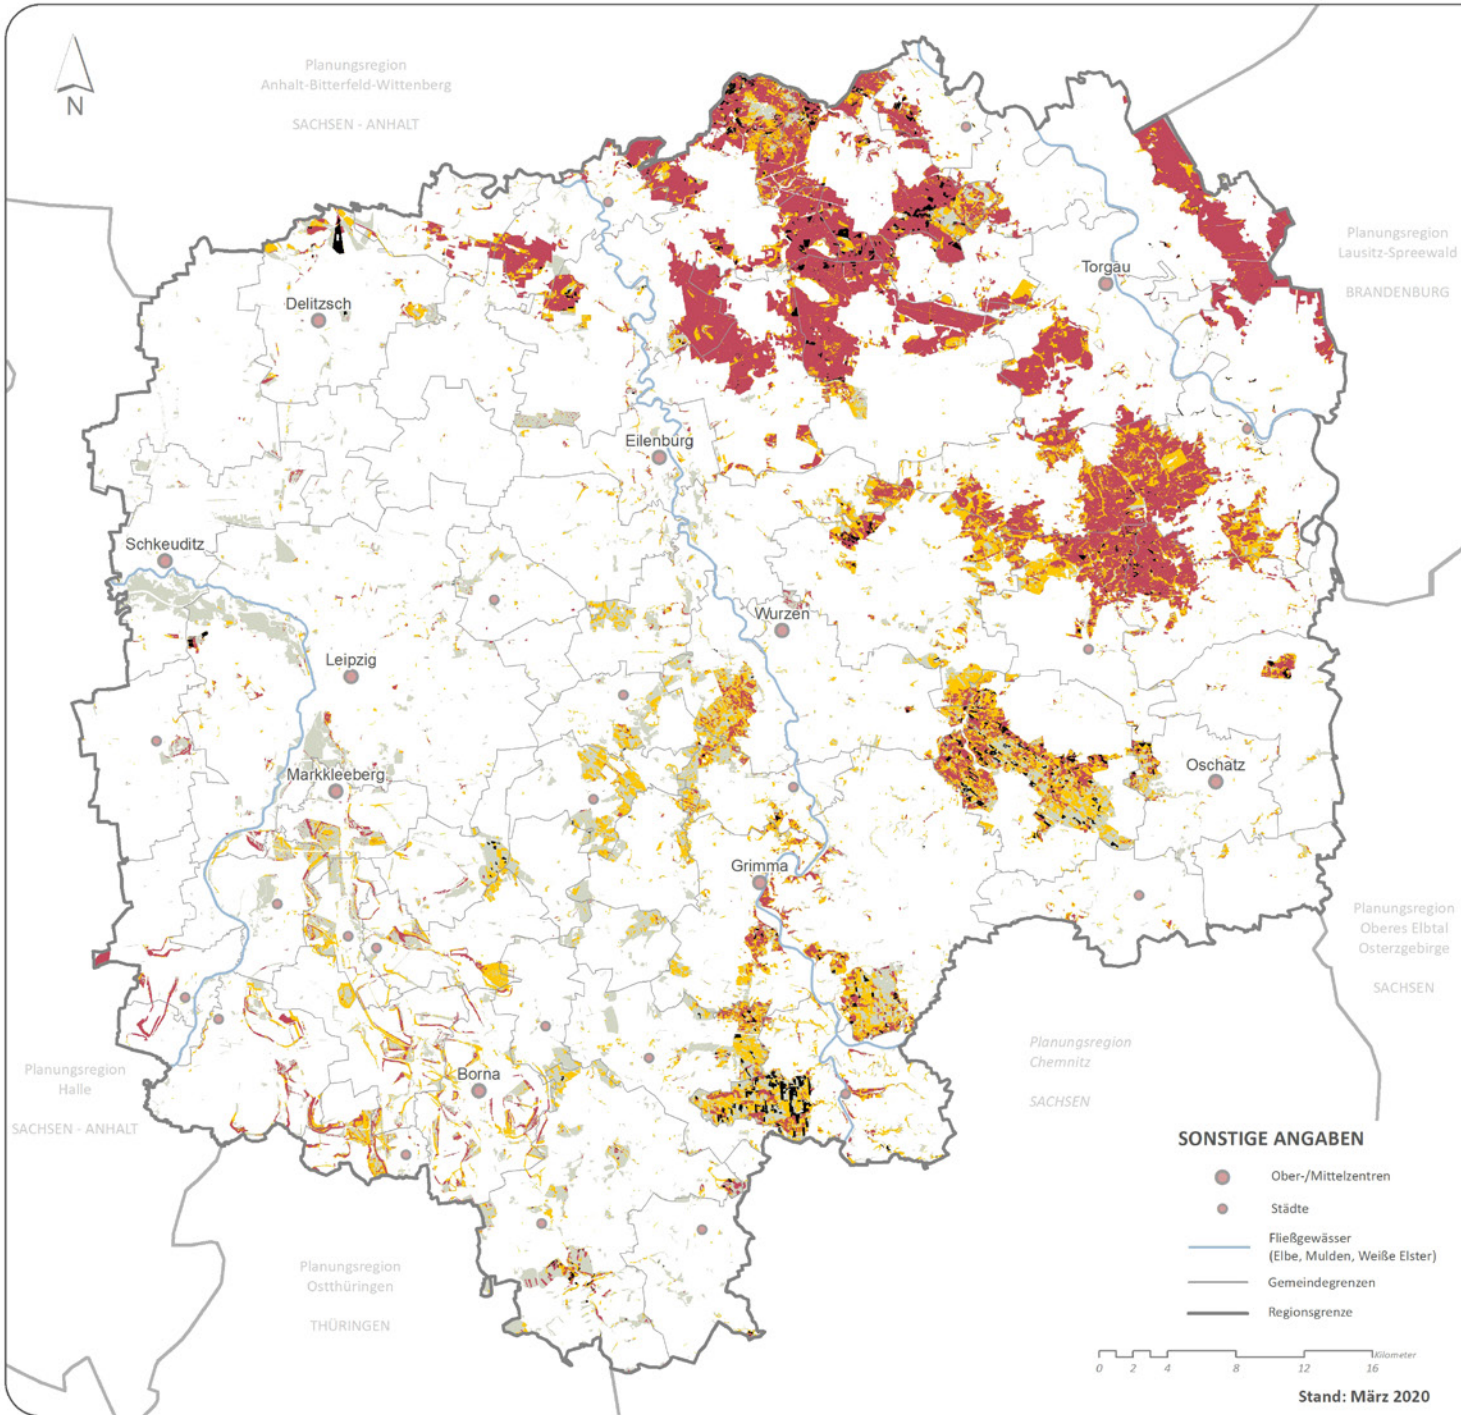 N
Planungsregion
Anhalt-Bitterfeld-Wittenberg
SACHSEN - ANHALT
Planungsregion
Lausitz-Spreewald
BRANDENBURG
Torgau
Delitzsch
Eilenburg
Schkeuditz
Wurzen
Leipzig
Markkleeberg
Oschatz
Grimma
Planungsregion
Oberes Elbtal
Osterzgebirge
SACHSEN
Planungsregion
Chemnitz
SACHSEN
Planungsregion
Halle
SACHSEN - ANHALT
Borna
Planungsregion
Ostthüringen
THÜRINGEN
SONSTIGE ANGABEN
Ober-/Mittelzentren
Städte
Fließgewässer
(Elbe, Mulden, Weiße Elster)
Gemeindegrenzen
Regionsgrenze
Kilometer
0 2 4 8 12 16
Stand: März 2020